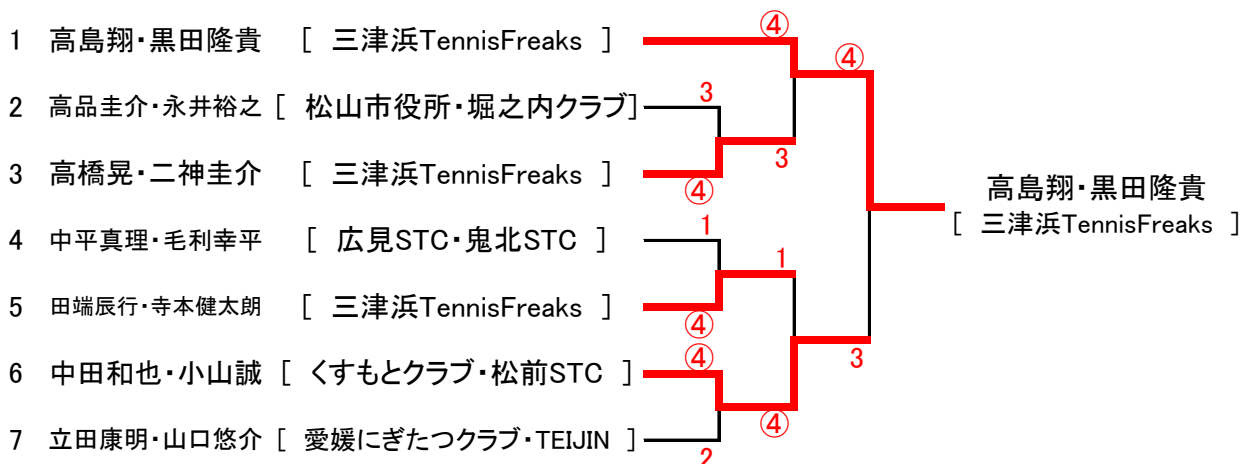 ④
④
1 高島翔・黒田隆貴 [ 三津浜TennisFreaks ]
3
2 高品圭介・永井裕之 [ 松山市役所・堀之内クラブ]
3
3 高橋晃・二神圭介 [ 三津浜TennisFreaks ]
④
高島翔・黒田隆貴
[ 三津浜TennisFreaks ]
1
4 中平真理・毛利幸平 [ 広見STC・鬼北STC ]
1
5 田端辰行・寺本健太朗 [ 三津浜TennisFreaks ]
④
④
3
6 中田和也・小山誠 [ くすもとクラブ・松前STC ]
④
7 立田康明・山口悠介 [ 愛媛にぎたつクラブ・TEIJIN ]
2